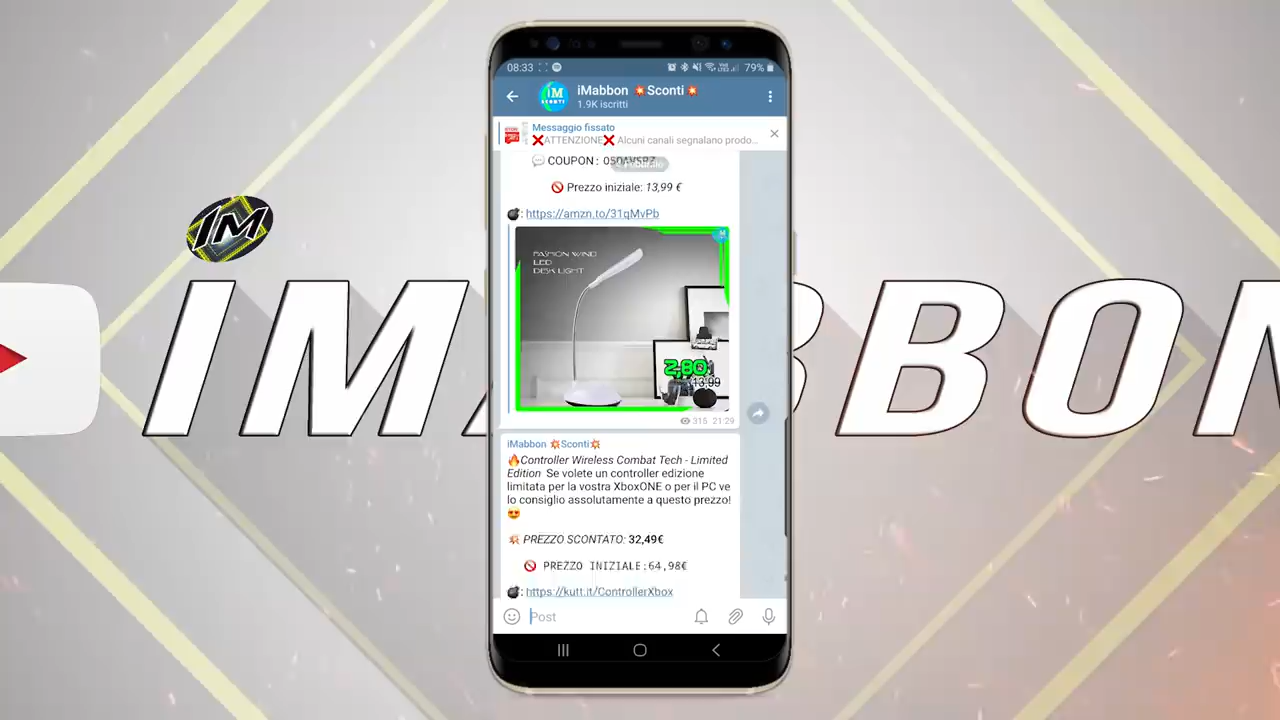 08:33
79%
iMabbon 💥Sconti💥
1.9K iscritti
Messaggio fissato
❌ATTENZIONE❌ Alcuni canali segnalano prodo...
COUPON:
🚫 Prezzo iniziale: 13,99 €
💣: https://amzn.to/31qMvPb
FASHION WIND
LED
DESK LIGHT
2,80
13,99
315 21:29
iMabbon 💥Sconti💥
🔥Controller Wireless Combat Tech - Limited
Edition Se volete un controller edizione
limitata per la vostra XboxONE o per il PC ve
lo consiglio assolutamente a questo prezzo!
😍
💥 PREZZO SCONTATO: 32,49€
🚫 PREZZO INIZIALE:64,98€
💣: https://kutt.it/ControllerXbox
Post
IM